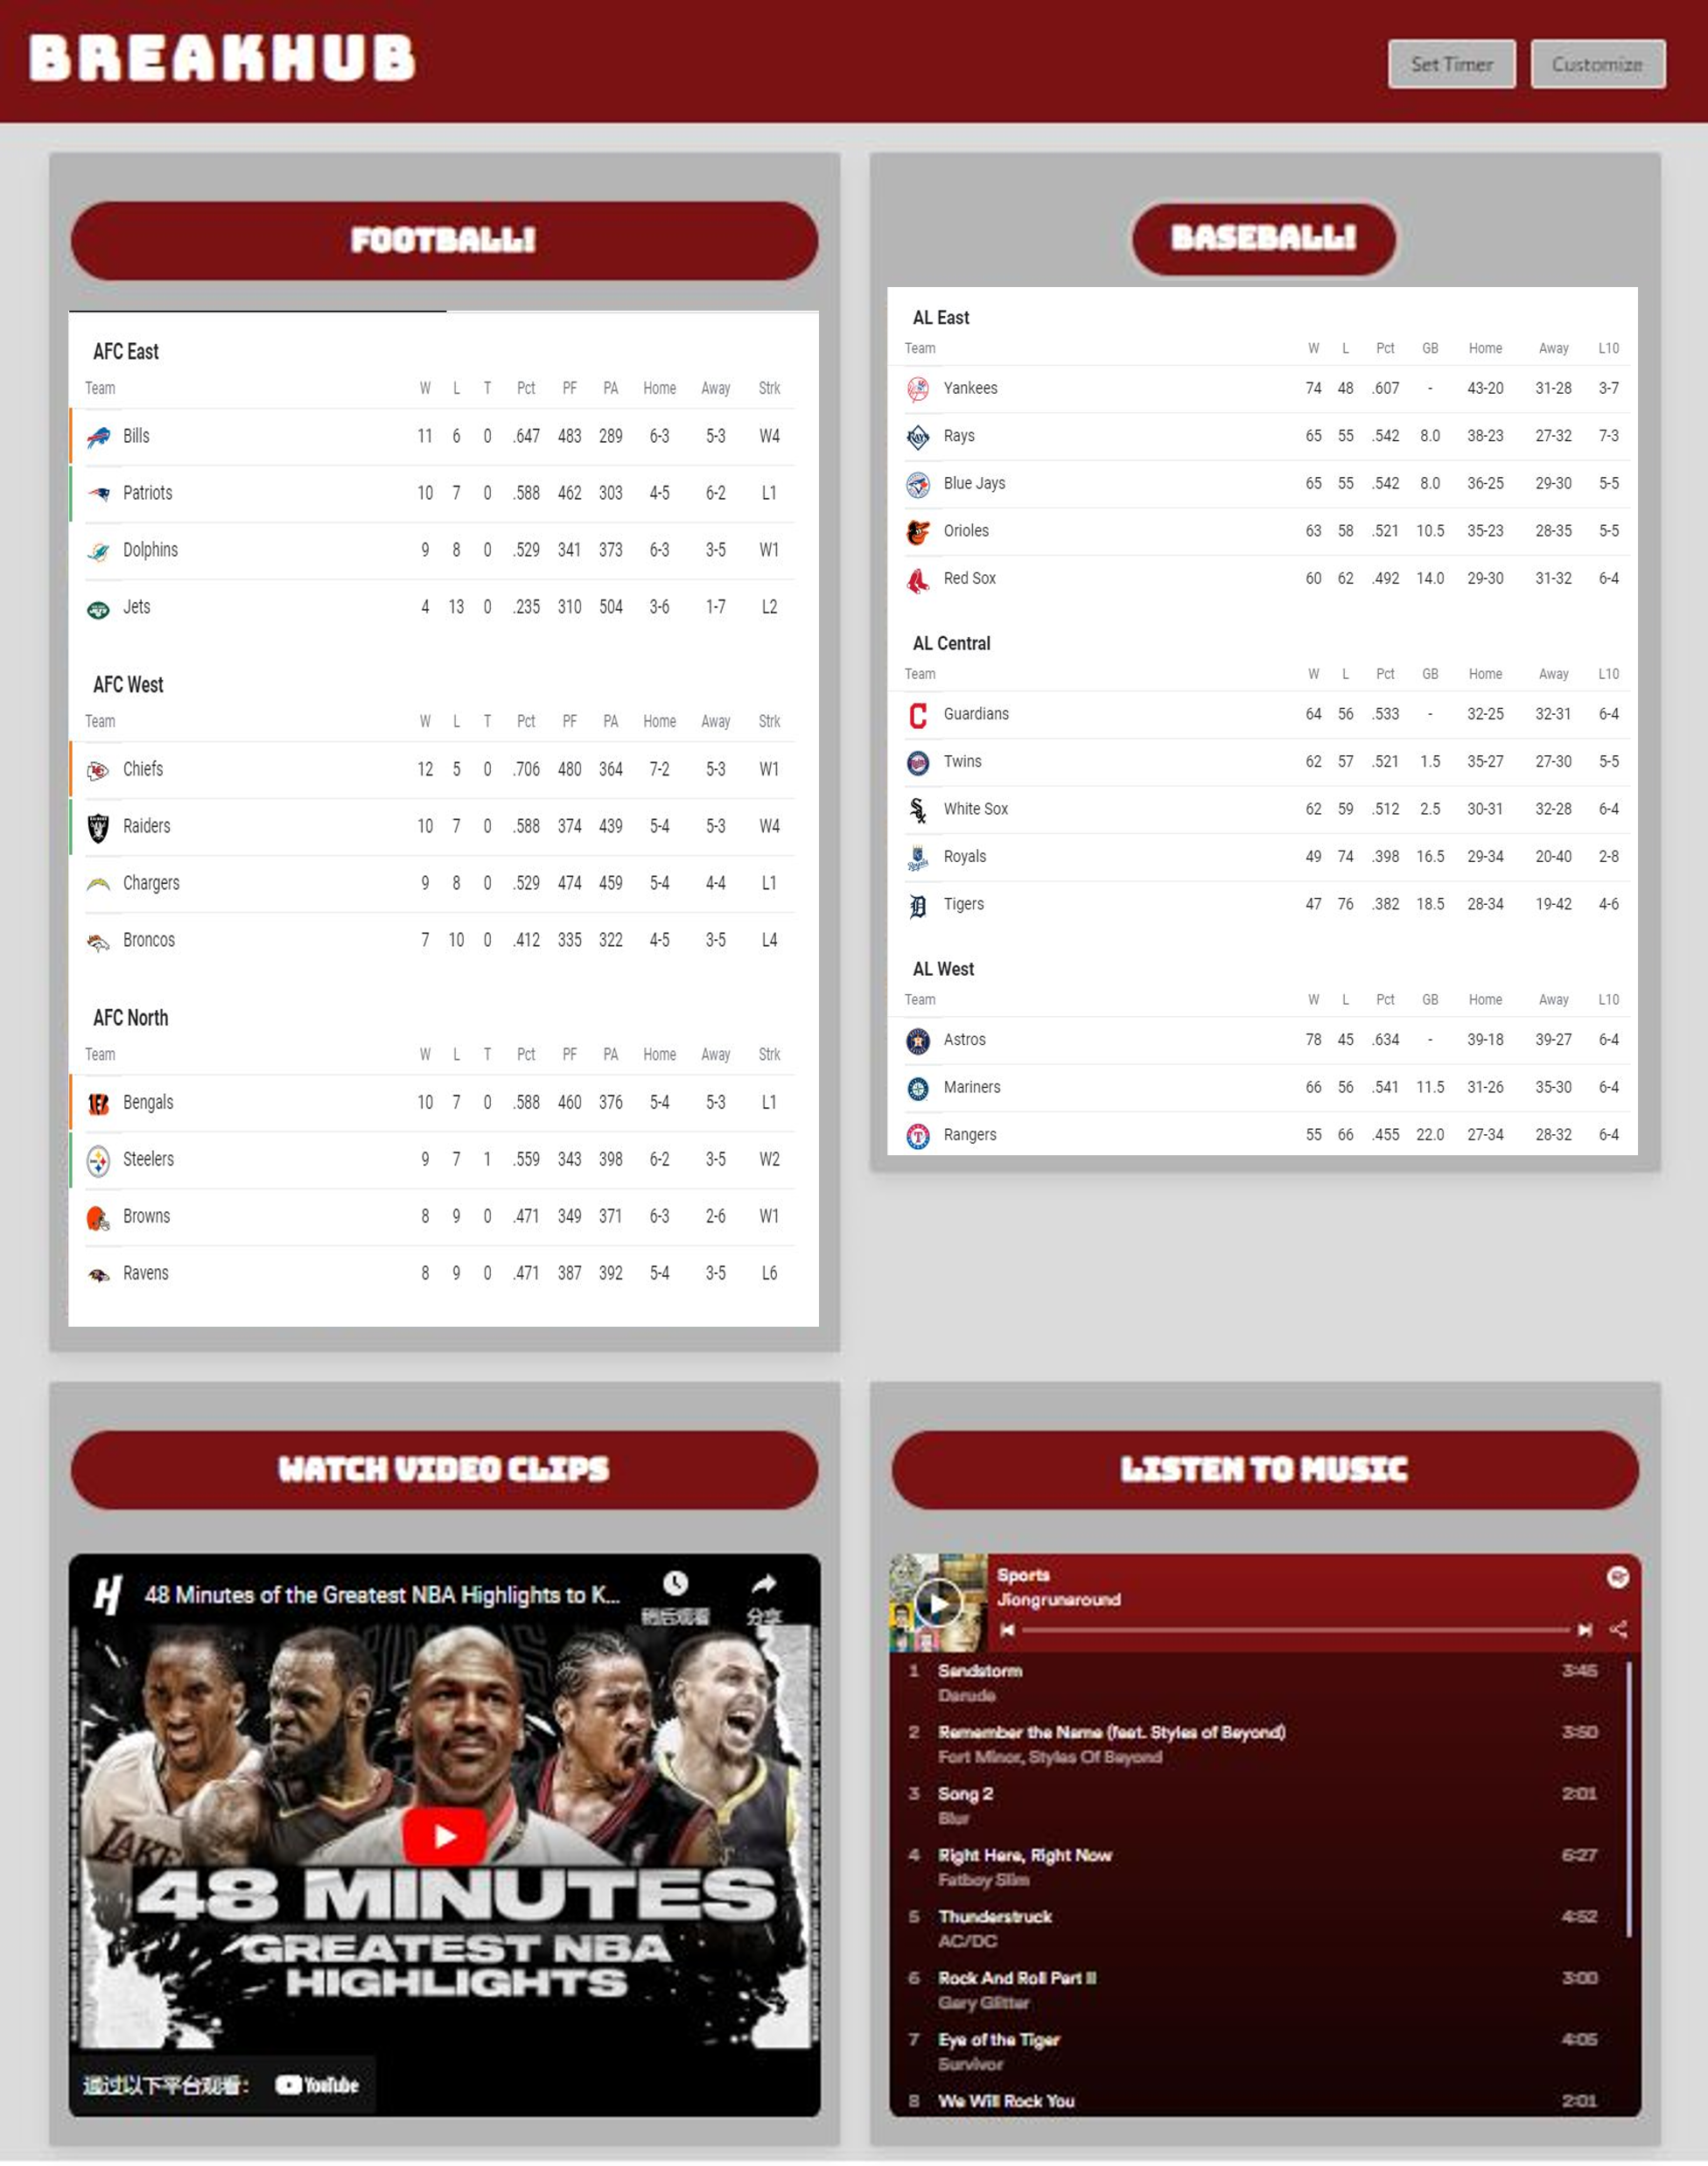 BREAKHUB
Set Timer
Customize
FOOTBALL!
AFC East
Team W L T Pct PF PA Home Away Strk
Bills 11 6 0 .647 483 289 6-3 5-3 W4
Patriots 10 7 0 .588 462 303 4-5 6-2 L1
Dolphins 9 8 0 .529 341 373 6-3 3-5 W1
Jets 4 13 0 .235 310 504 3-6 1-7 L2
AFC West
Team W L T Pct PF PA Home Away Strk
Chiefs 12 5 0 .706 480 364 7-2 5-3 W1
Raiders 10 7 0 .588 374 439 5-4 5-3 W4
Chargers 9 8 0 .529 474 459 5-4 4-4 L1
Broncos 7 10 0 .412 335 322 4-5 3-5 L4
AFC North
Team W L T Pct PF PA Home Away Strk
Bengals 10 7 0 .588 460 376 5-4 5-3 L1
Steelers 9 7 1 .559 343 398 6-2 3-5 W2
Browns 8 9 0 .471 349 371 6-3 2-6 W1
Ravens 8 9 0 .471 387 392 5-4 3-5 L6
BASEBALL!
AL East
Team W L Pct GB Home Away L10
Yankees 74 48 .607 - 43-20 31-28 3-7
Rays 65 55 .542 8.0 38-23 27-32 7-3
Blue Jays 65 55 .542 8.0 36-25 29-30 5-5
Orioles 63 58 .521 10.5 35-23 28-35 5-5
Red Sox 60 62 .492 14.0 29-30 31-32 6-4
AL Central
Team W L Pct GB Home Away L10
Guardians 64 56 .533 - 32-25 32-31 6-4
Twins 62 57 .521 1.5 35-27 27-30 5-5
White Sox 62 59 .512 2.5 30-31 32-28 6-4
Royals 49 74 .398 16.5 29-34 20-40 2-8
Tigers 47 76 .382 18.5 28-34 19-42 4-6
AL West
Team W L Pct GB Home Away L10
Astros 78 45 .634 - 39-18 39-27 6-4
Mariners 66 56 .541 11.5 31-26 35-30 6-4
Rangers 55 66 .455 22.0 27-34 28-32 6-4
WATCH VIDEO CLIPS
48 Minutes of the Greatest NBA Highlights to K...
稍后观看 分享
LAKE
48 MINUTES
GREATEST NBA
HIGHLIGHTS
通过以下平台观看: YouTube
LISTEN TO MUSIC
Sports
Jiongrunaround
1 Sandstorm 3:45
Darude
2 Remember the Name (feat. Styles of Beyond) 3:50
Fort Minor, Styles Of Beyond
3 Song 2 2:01
Blur
4 Right Here, Right Now 6:27
Fatboy Slim
5 Thunderstruck 4:52
AC/DC
6 Rock And Roll Part II 3:00
Gary Glitter
7 Eye of the Tiger 4:05
Survivor
8 We Will Rock You 2:01